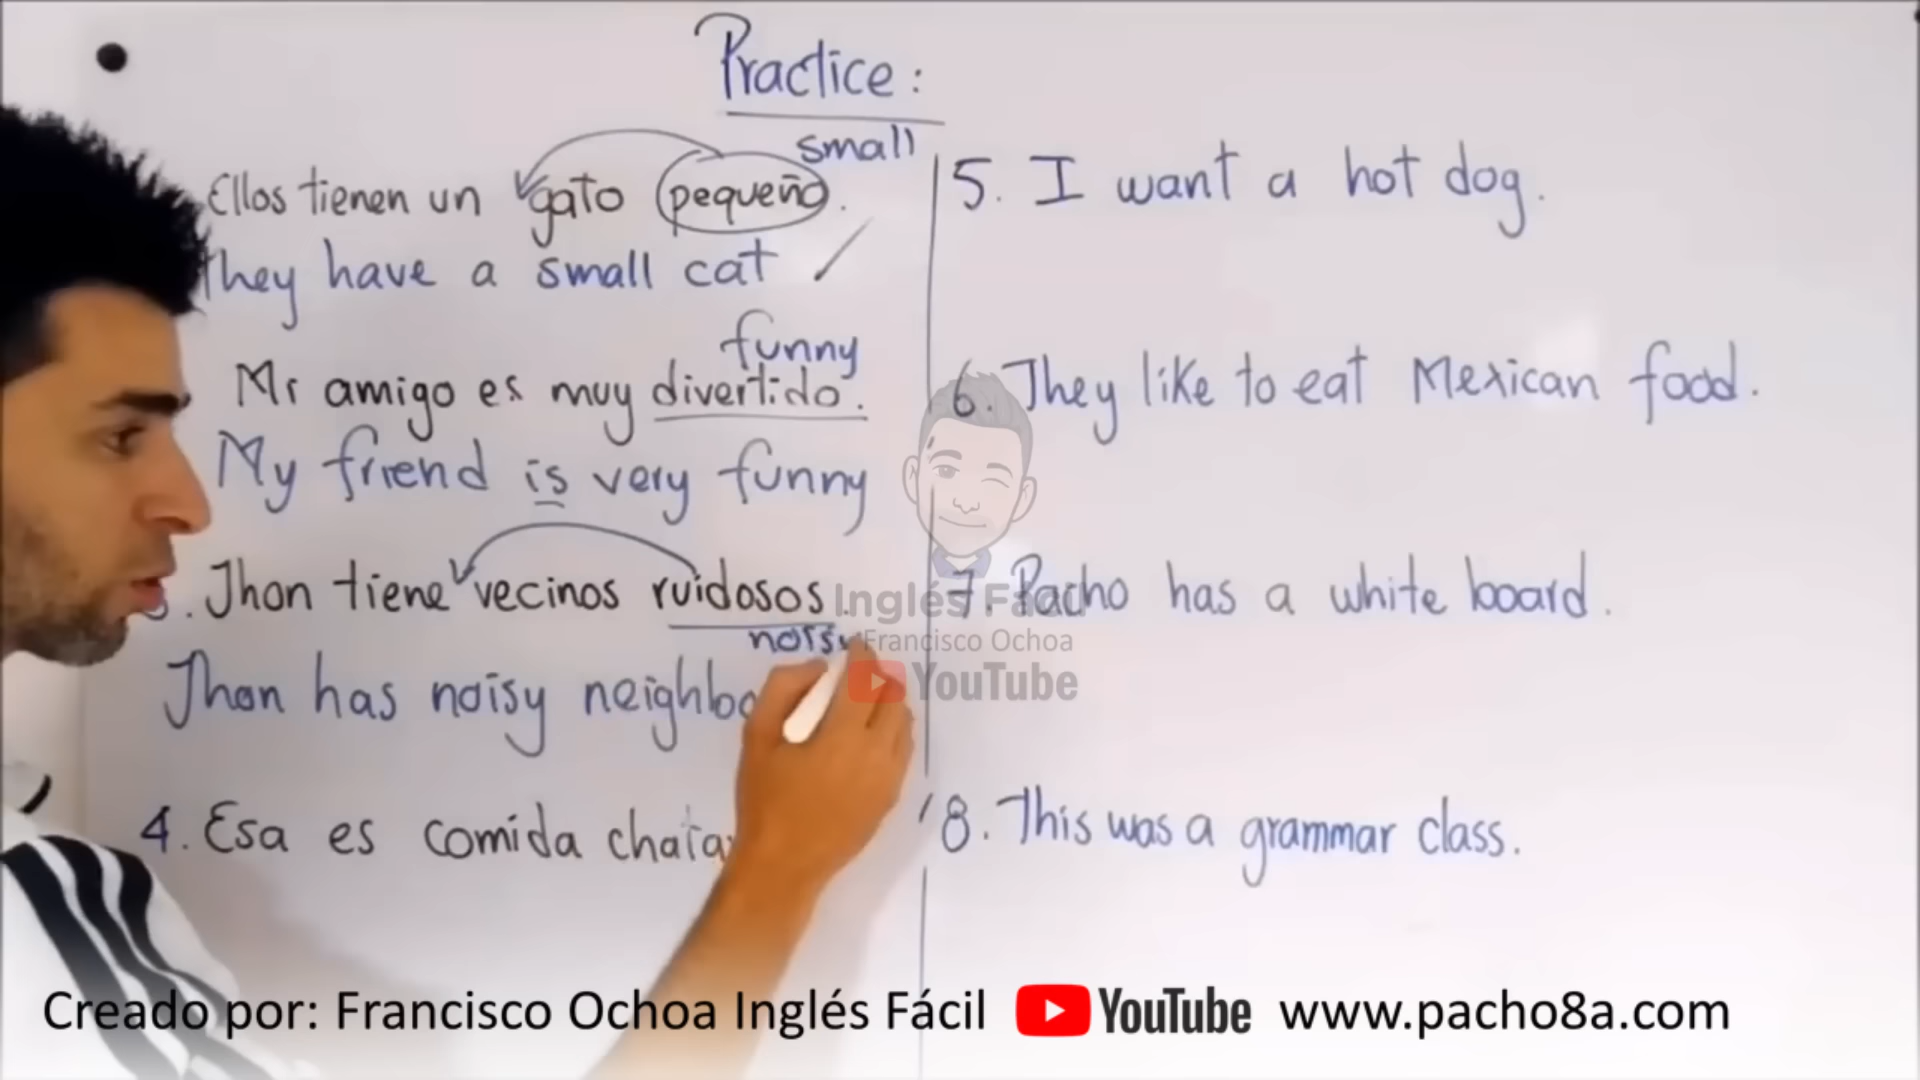 Practice:
small
Ellos tienen un gato pequeño.
They have a small cat
funny
Mi amigo es muy divertido.
My friend is very funny
. Jhon tiene vecinos ruidosos.
noisy
Jhon has noisy
4. Esa es comida chatar
5. I want a hot dog.
6. They like to eat Mexican food.
7. Pacho has a white board.
8. This was a grammar class.
Inglés Fácil
Francisco Ochoa
YouTube
Creado por: Francisco Ochoa Inglés Fácil YouTube www.pacho8a.com